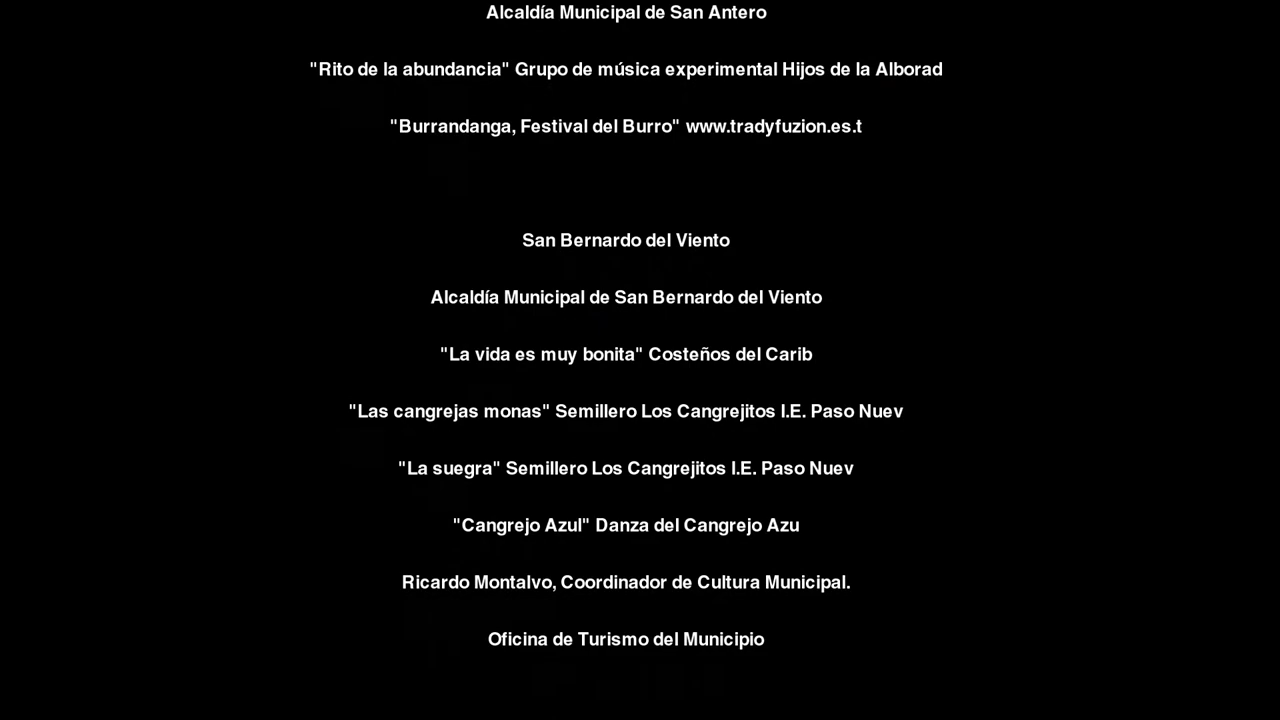 Alcaldía Municipal de San Antero
"Rito de la abundancia" Grupo de música experimental Hijos de la Alborad
"Burrandanga, Festival del Burro" www.tradyfuzion.es.t
San Bernardo del Viento
Alcaldía Municipal de San Bernardo del Viento
"La vida es muy bonita" Costeños del Carib
"Las cangrejas monas" Semillero Los Cangrejitos I.E. Paso Nuev
"La suegra" Semillero Los Cangrejitos I.E. Paso Nuev
"Cangrejo Azul" Danza del Cangrejo Azu
Ricardo Montalvo, Coordinador de Cultura Municipal.
Oficina de Turismo del Municipio